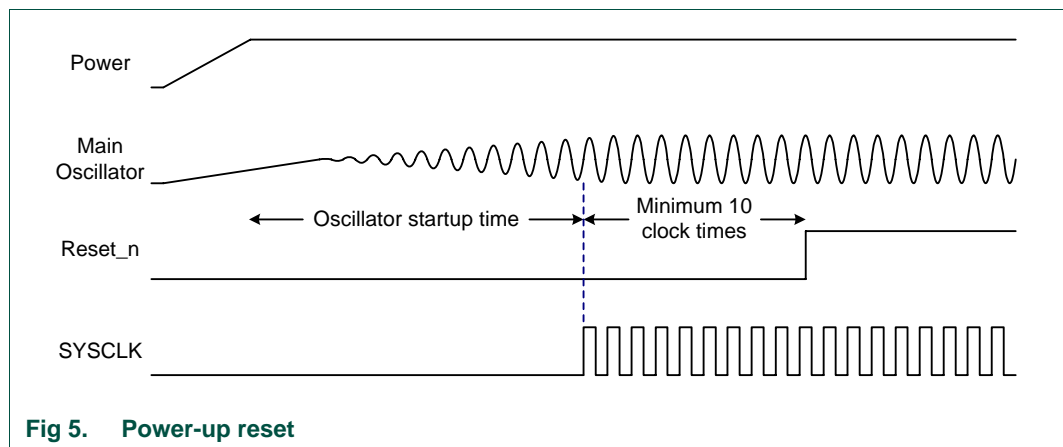 Power
Main
Oscillator
Oscillator startup time
Minimum 10
clock times
Reset_n
SYSCLK
Fig 5. Power-up reset